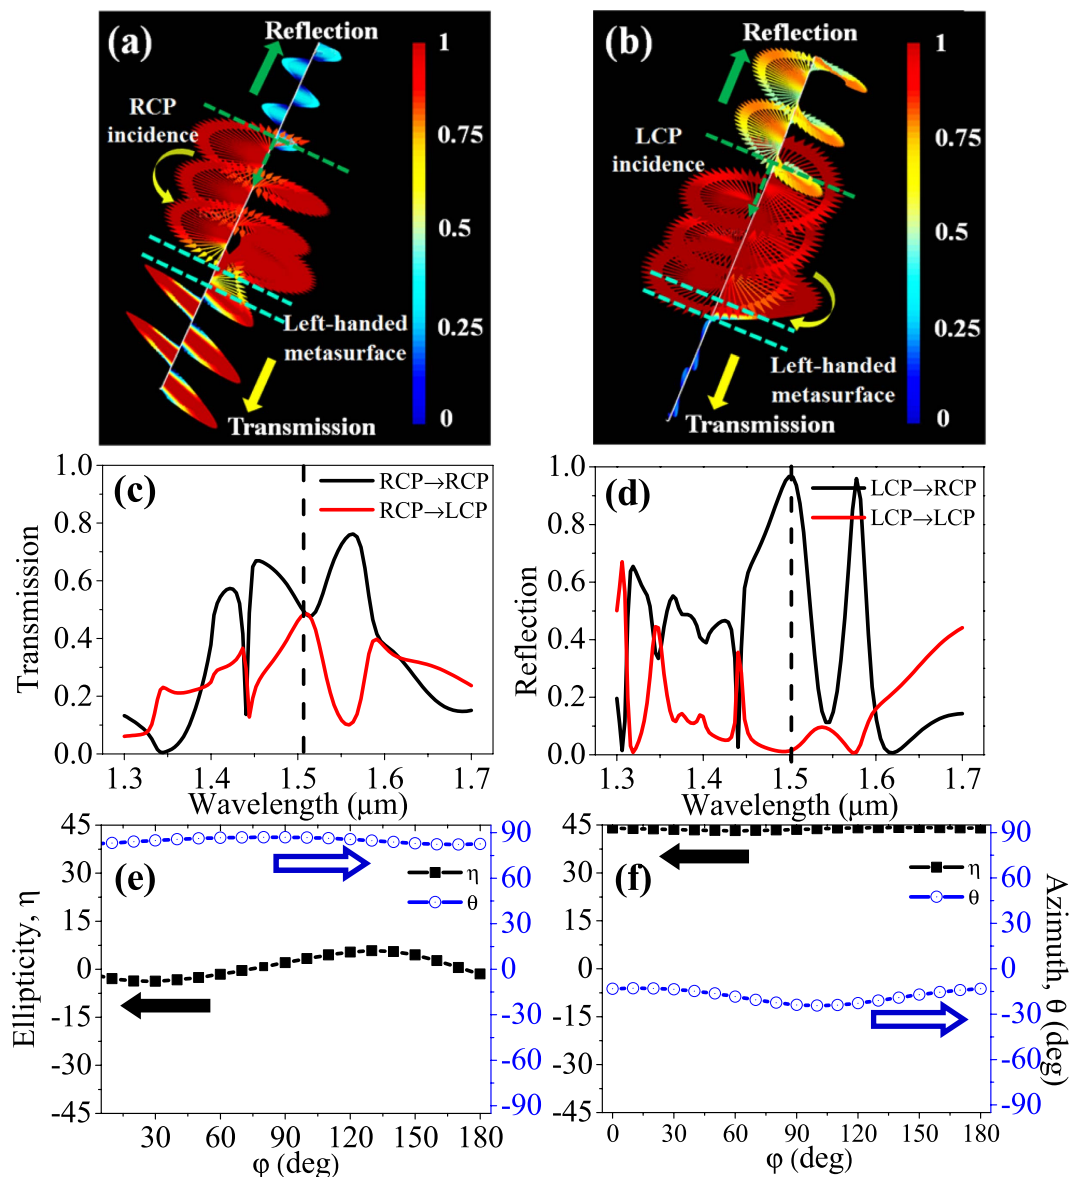 (a)
Reflection
1
RCP
incidence
0.75
0.5
Left-handed
metasurface
0.25
Transmission
0
(b)
Reflection
1
LCP
incidence
0.75
0.5
0.25
Left-handed
metasurface
Transmission
0
(c)
RCP→RCP
RCP→LCP
Transmission
1.0
0.8
0.6
0.4
0.2
0.0
1.3 1.4 1.5 1.6 1.7
Wavelength (μm)
(d)
LCP→RCP
LCP→LCP
Reflection
1.0
0.8
0.6
0.4
0.2
0.0
1.3 1.4 1.5 1.6 1.7
Wavelength (μm)
(e)
η
θ
Ellipticity, η
45
30
15
0
-15
-30
-45
90
60
30
0
-30
-60
-90
30 60 90 120 150 180
φ (deg)
(f)
η
θ
45
30
15
0
-15
-30
-45
90
60
30
0
-30
-60
-90
Azimuth, θ (deg)
0 30 60 90 120 150 180
φ (deg)